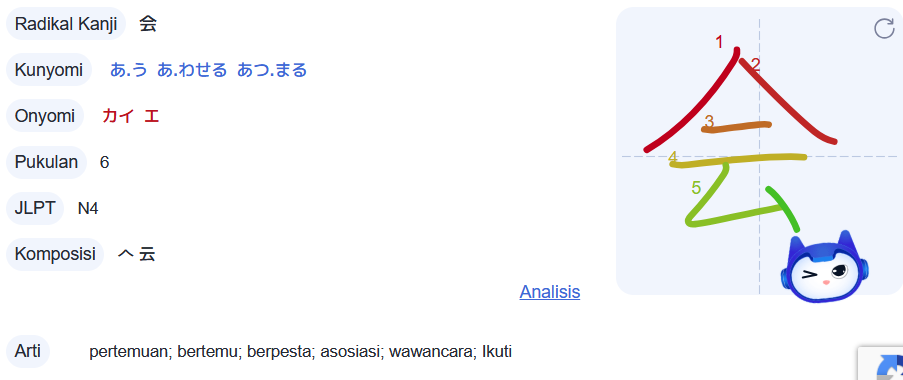 Radikal Kanji 会
Kunyomi あ.う あ.わせる あつ.まる
Onyomi カイ エ
Pukulan 6
JLPT N4
Komposisi へ 云
Analisis
Arti pertemuan; bertemu; berpesta; asosiasi; wawancara; Ikuti
1
2
3
4
5